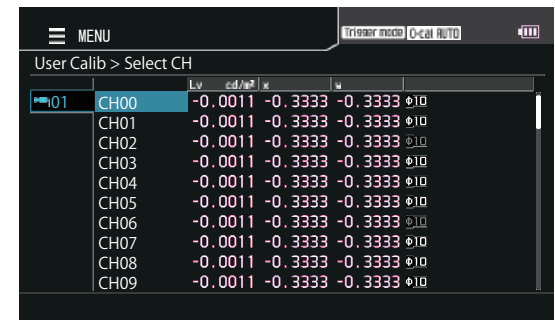 MENU Trigger mode 0-cal AUTO
User Calib > Select CH
Lv cd/m² x y
01 CH00 -0.0011 -0.3333 -0.3333 Φ10
CH01 -0.0011 -0.3333 -0.3333 Φ10
CH02 -0.0011 -0.3333 -0.3333 Φ10
CH03 -0.0011 -0.3333 -0.3333 Φ10
CH04 -0.0011 -0.3333 -0.3333 Φ10
CH05 -0.0011 -0.3333 -0.3333 Φ10
CH06 -0.0011 -0.3333 -0.3333 Φ10
CH07 -0.0011 -0.3333 -0.3333 Φ10
CH08 -0.0011 -0.3333 -0.3333 Φ10
CH09 -0.0011 -0.3333 -0.3333 Φ10